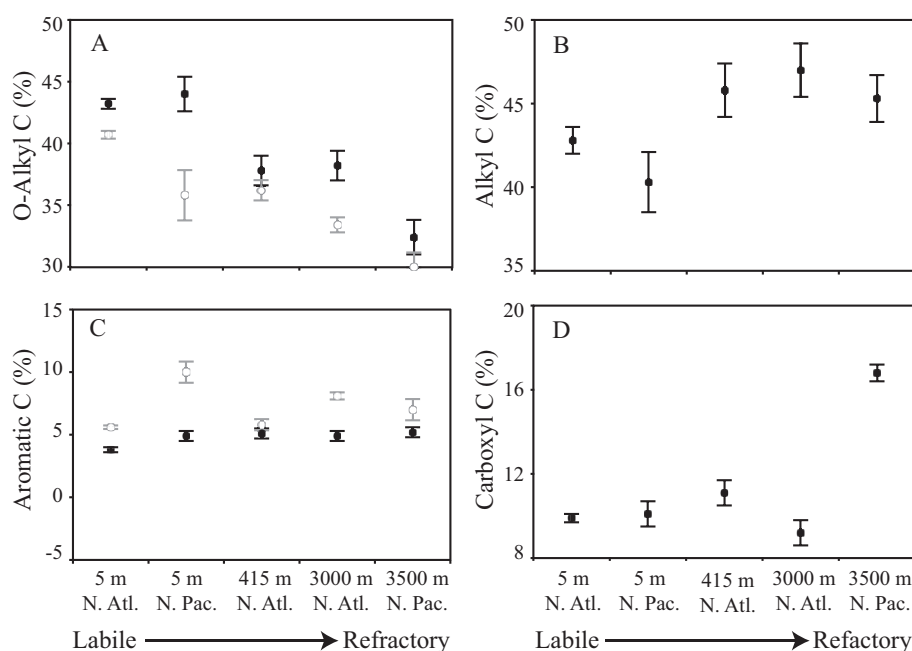 A
O-Alkyl C (%)
50
45
40
35
30
B
Alkyl C (%)
50
45
40
35
C
Aromatic C (%)
15
10
5
0
-5
D
Carboxyl C (%)
20
16
12
8
5 m 5 m 415 m 3000 m 3500 m
N. Atl. N. Pac. N. Atl. N. Atl. N. Pac.
Labile Refractory
5 m 5 m 415 m 3000 m 3500 m
N. Atl. N. Pac. N. Atl. N. Atl. N. Pac.
Labile Refactory